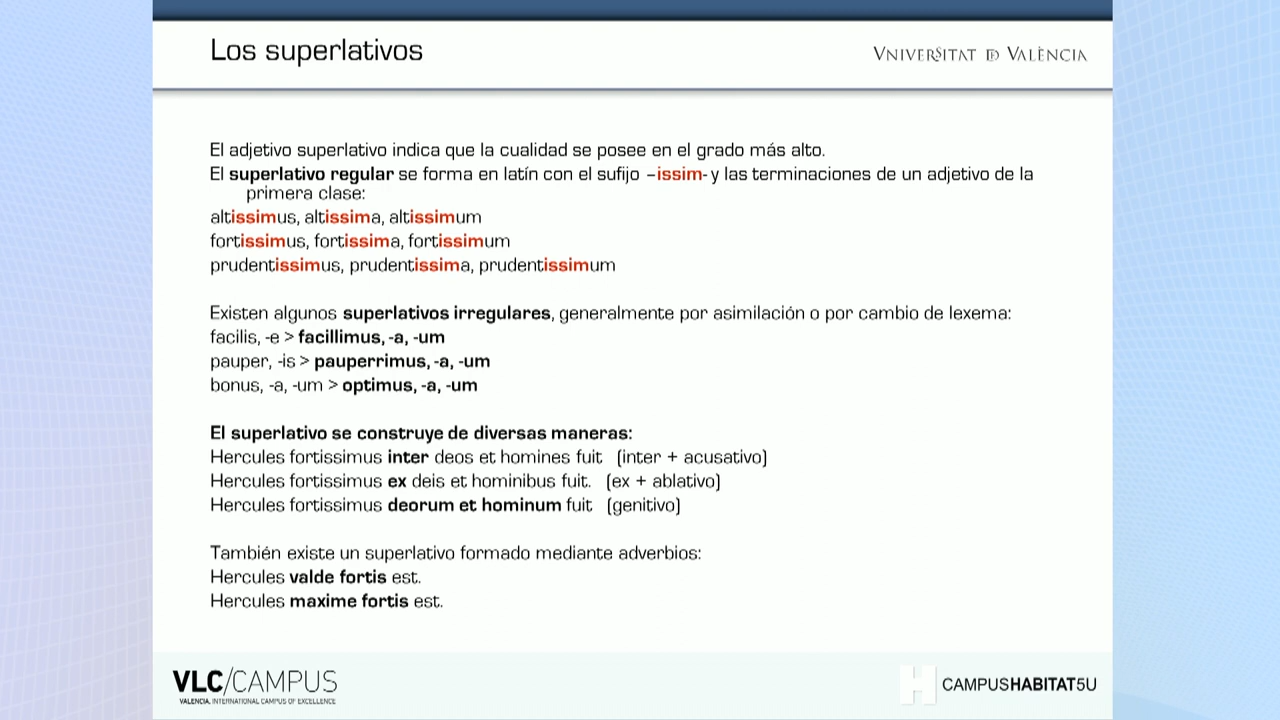 Los superlativos
VNIVERSITAT DE VALÈNCIA
El adjetivo superlativo indica que la cualidad se posee en el grado más alto.
El superlativo regular se forma en latín con el sufijo –issim- y las terminaciones de un adjetivo de la
primera clase:
altissimus, altissima, altissimum
fortissimus, fortissima, fortissimum
prudentissimus, prudentissima, prudentissimum
Existen algunos superlativos irregulares, generalmente por asimilación o por cambio de lexema:
facilis, -e > facillimus, -a, -um
pauper, -is > pauperrimus, -a, -um
bonus, -a, -um > optimus, -a, -um
El superlativo se construye de diversas maneras:
Hercules fortissimus inter deos et homines fuit (inter + acusativo)
Hercules fortissimus ex deis et hominibus fuit. (ex + ablativo)
Hercules fortissimus deorum et hominum fuit (genitivo)
También existe un superlativo formado mediante adverbios:
Hercules valde fortis est.
Hercules maxime fortis est.
VLC/CAMPUS
VALENCIA, INTERNATIONAL CAMPUS OF EXCELLENCE
H CAMPUSHABITAT5U